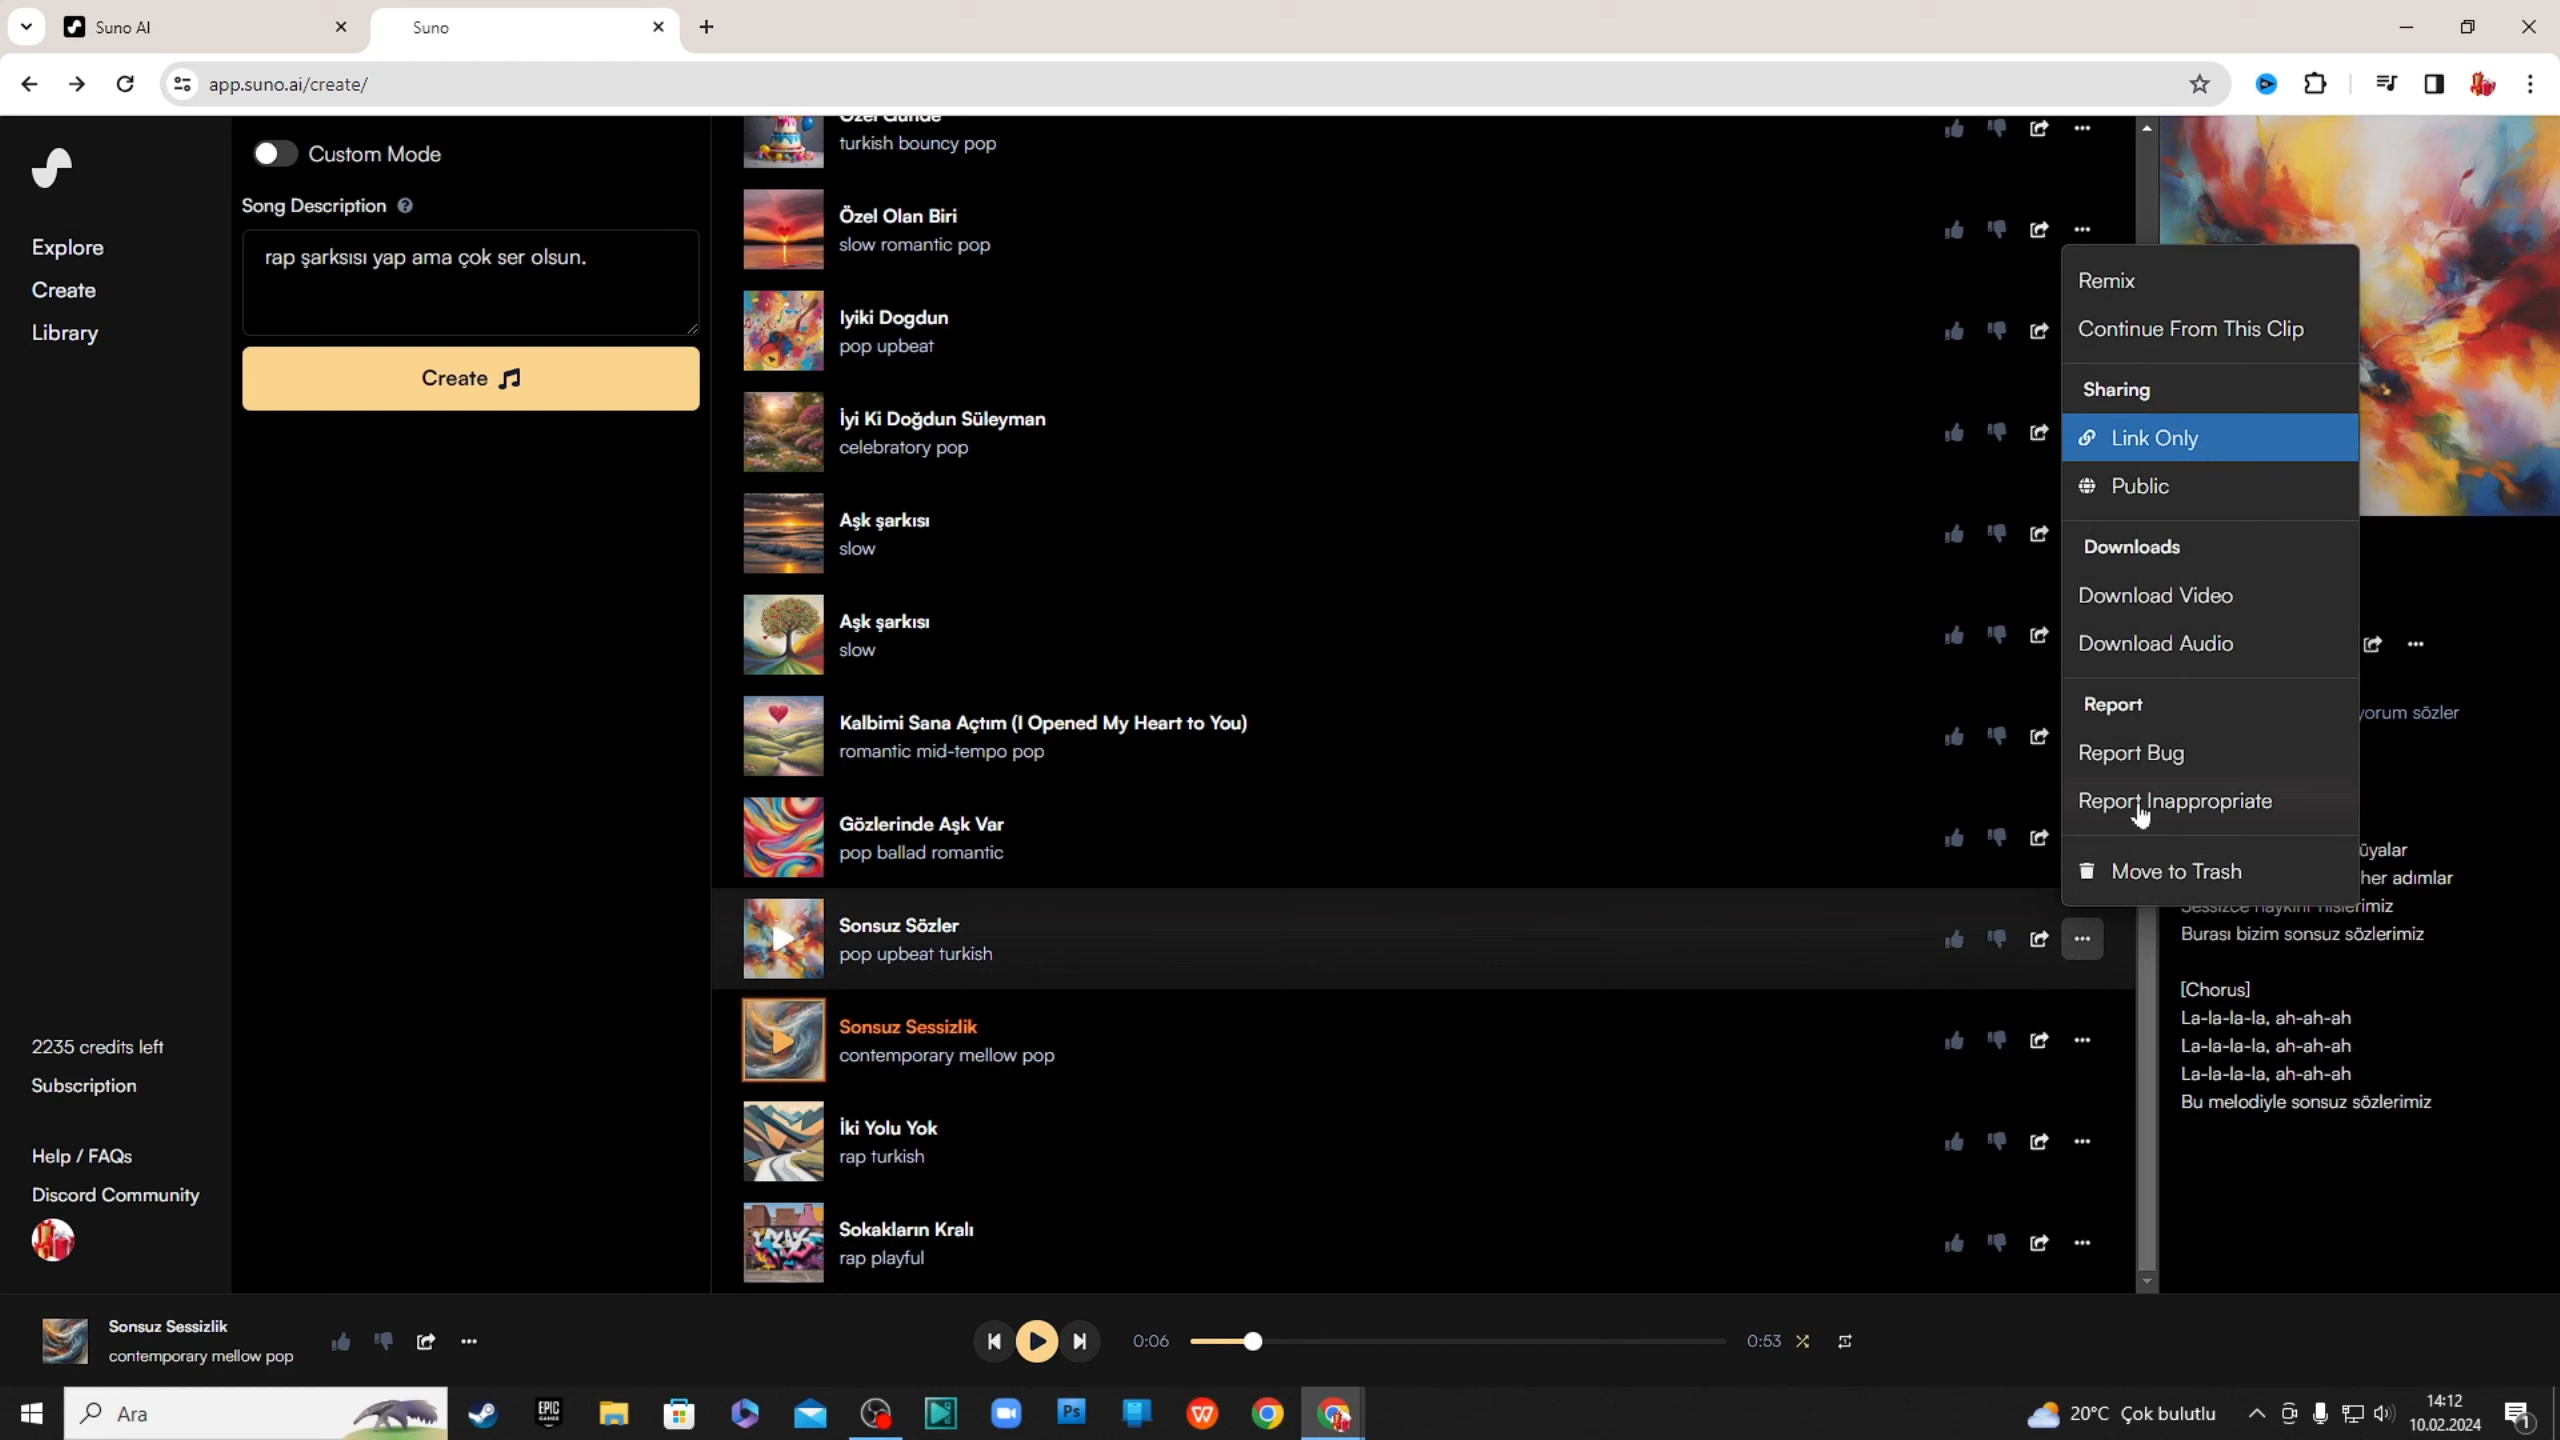 Suno AI
Suno
app.suno.ai/create/
Explore
Create
Library
2235 credits left
Subscription
Help / FAQs
Discord Community
Custom Mode
Song Description
rap şarksısı yap ama çok ser olsun.
Create
Özel Günde
turkish bouncy pop
Özel Olan Biri
slow romantic pop
Iyiki Dogdun
pop upbeat
İyi Ki Doğdun Süleyman
celebratory pop
Aşk şarkısı
slow
Aşk şarkısı
slow
Kalbimi Sana Açtım (I Opened My Heart to You)
romantic mid-tempo pop
Gözlerinde Aşk Var
pop ballad romantic
Sonsuz Sözler
pop upbeat turkish
Sonsuz Sessizlik
contemporary mellow pop
İki Yolu Yok
rap turkish
Sokakların Kralı
rap playful
Remix
Continue From This Clip
Sharing
Link Only
Public
Downloads
Download Video
Download Audio
Report
Report Bug
Report Inappropriate
Move to Trash
yorum sözler
üyalar
her adımlar
Burası bizim sonsuz sözlerimiz
[Chorus]
La-la-la-la, ah-ah-ah
La-la-la-la, ah-ah-ah
La-la-la-la, ah-ah-ah
Bu melodiyle sonsuz sözlerimiz
Sonsuz Sessizlik
contemporary mellow pop
0:06
0:53
Ara
EPIC
GAMES
Ps
20°C Çok bulutlu
14:12
10.02.2024
1